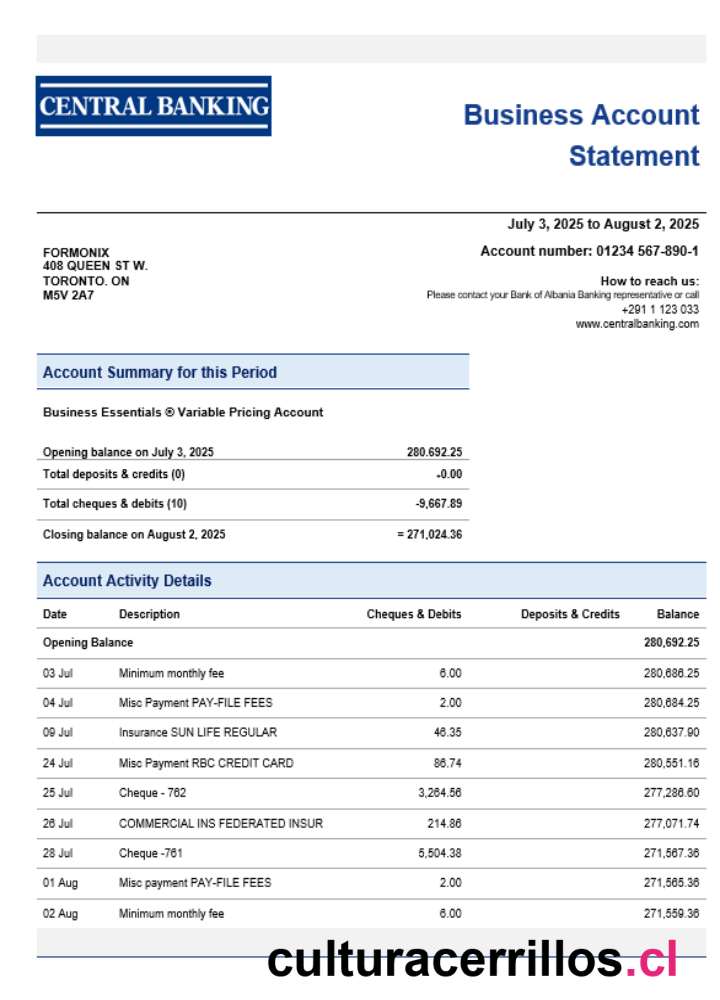 CENTRAL BANKING
Business Account
Statement
July 3, 2025 to August 2, 2025
Account number: 01234 567-890-1
FORMONIX
408 QUEEN ST W.
TORONTO. ON
M5V 2A7
How to reach us:
Please contact your Bank of Albania Banking representative or call
+291 1 123 033
www.centralbanking.com
Account Summary for this Period
Business Essentials ® Variable Pricing Account
Opening balance on July 3, 2025 280.692.25
Total deposits & credits (0) -0.00
Total cheques & debits (10) -9,667.89
Closing balance on August 2, 2025 = 271,024.36
Account Activity Details
Date Description Cheques & Debits Deposits & Credits Balance
Opening Balance 280,692.25
03 Jul Minimum monthly fee 6.00 280,686.25
04 Jul Misc Payment PAY-FILE FEES 2.00 280,684.25
09 Jul Insurance SUN LIFE REGULAR 46.35 280,637.90
24 Jul Misc Payment RBC CREDIT CARD 86.74 280,551.16
25 Jul Cheque - 762 3,264.56 277,286.60
26 Jul COMMERCIAL INS FEDERATED INSUR 214.86 277,071.74
28 Jul Cheque -761 5,504.38 271,567.36
01 Aug Misc payment PAY-FILE FEES 2.00 271,565.36
02 Aug Minimum monthly fee 6.00 271,559.36
culturacerrillos.cl